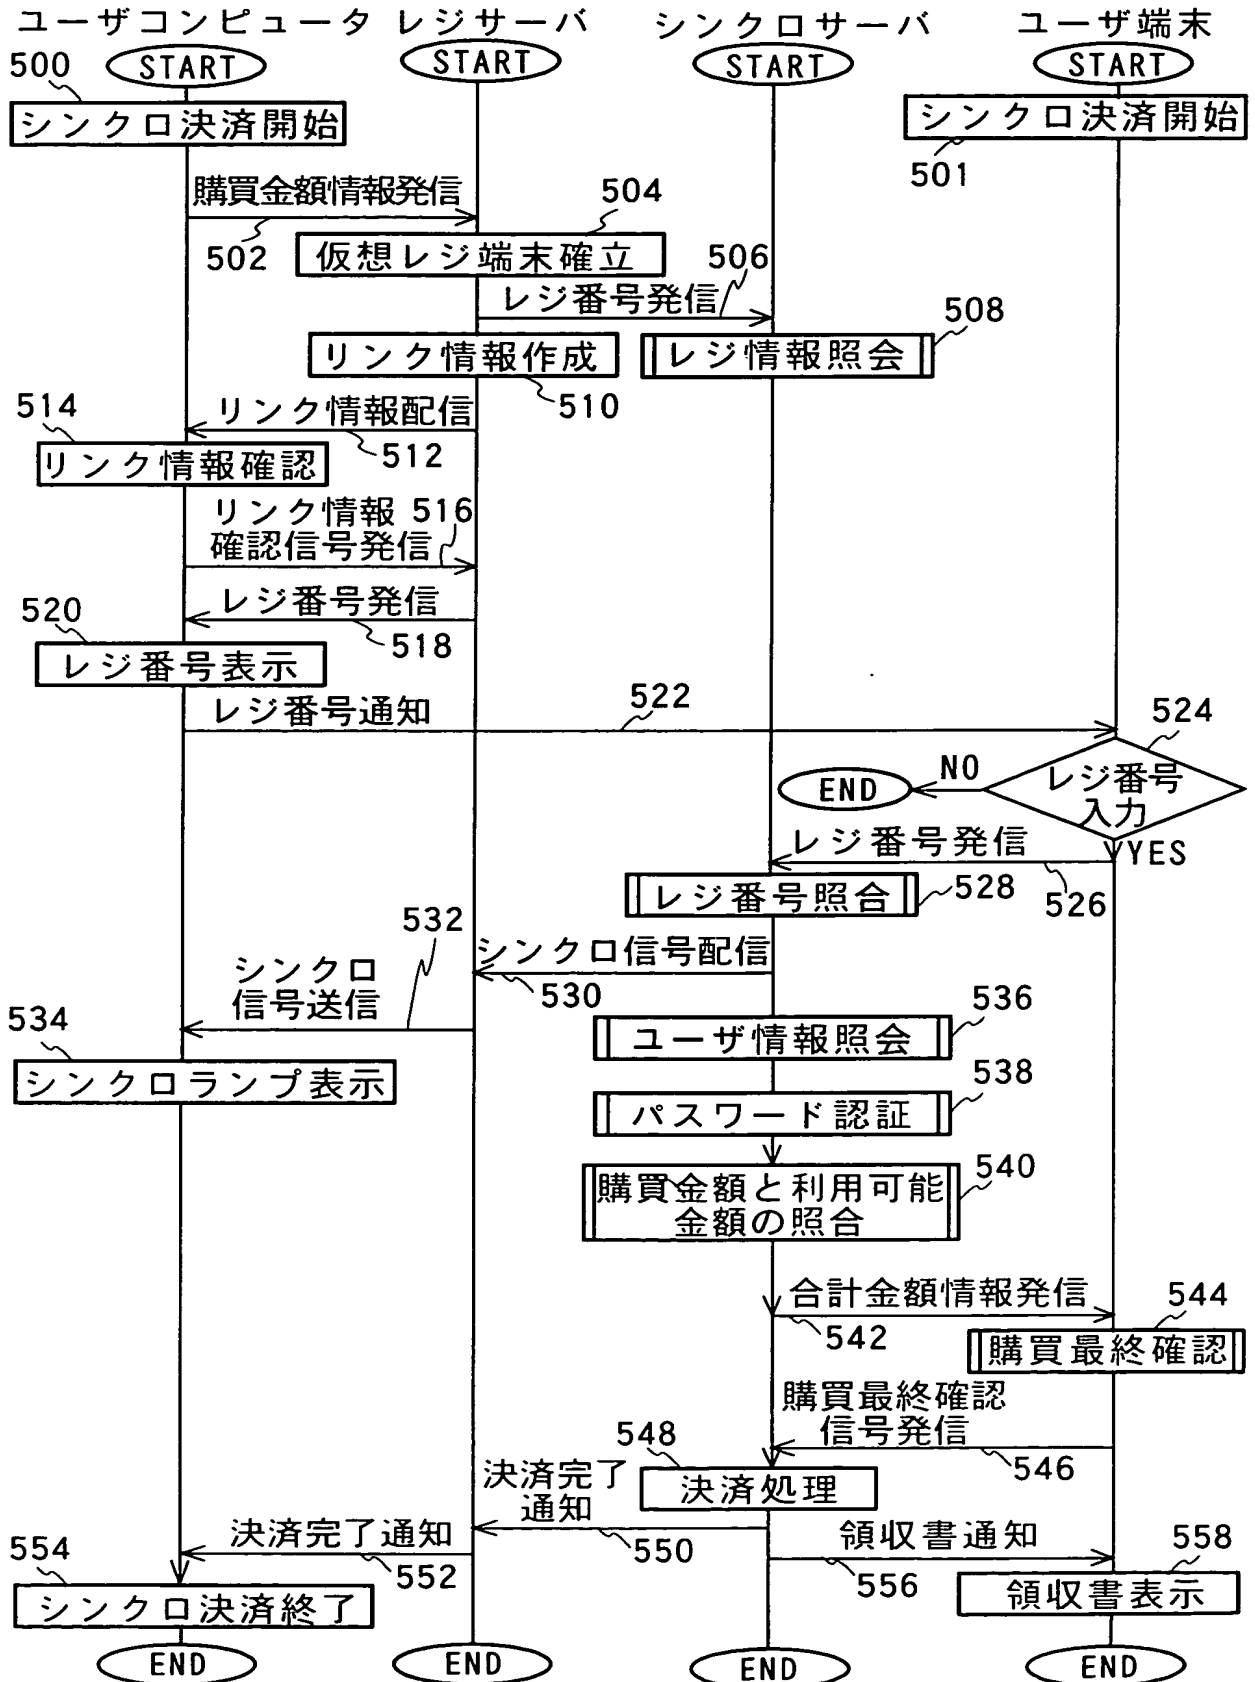 ユーザコンピュータ レジサーバ シンクロサーバ ユーザ端末
START START START START
500
シンクロ決済開始 シンクロ決済開始
501
購買金額情報発信
502
504
仮想レジ端末確立
506
レジ番号発信
508
リンク情報作成 レジ情報照会
510
514
リンク情報配信
512
リンク情報確認
リンク情報 516
確認信号発信
レジ番号発信
518
520
レジ番号表示
レジ番号通知
522
524
レジ番号
入力
NO
END
YES
レジ番号発信
526
レジ番号照合
528
532
シンクロ信号配信
530
シンクロ
信号送信
534
シンクロランプ表示
536
ユーザ情報照会
538
パスワード認証
540
購買金額と利用可能
金額の照合
合計金額情報発信
542
544
購買最終確認
購買最終確認
信号発信
546
548
決済処理
決済完了
通知
550
決済完了通知
552
554
シンクロ決済終了
領収書通知
556
558
領収書表示
END END END END